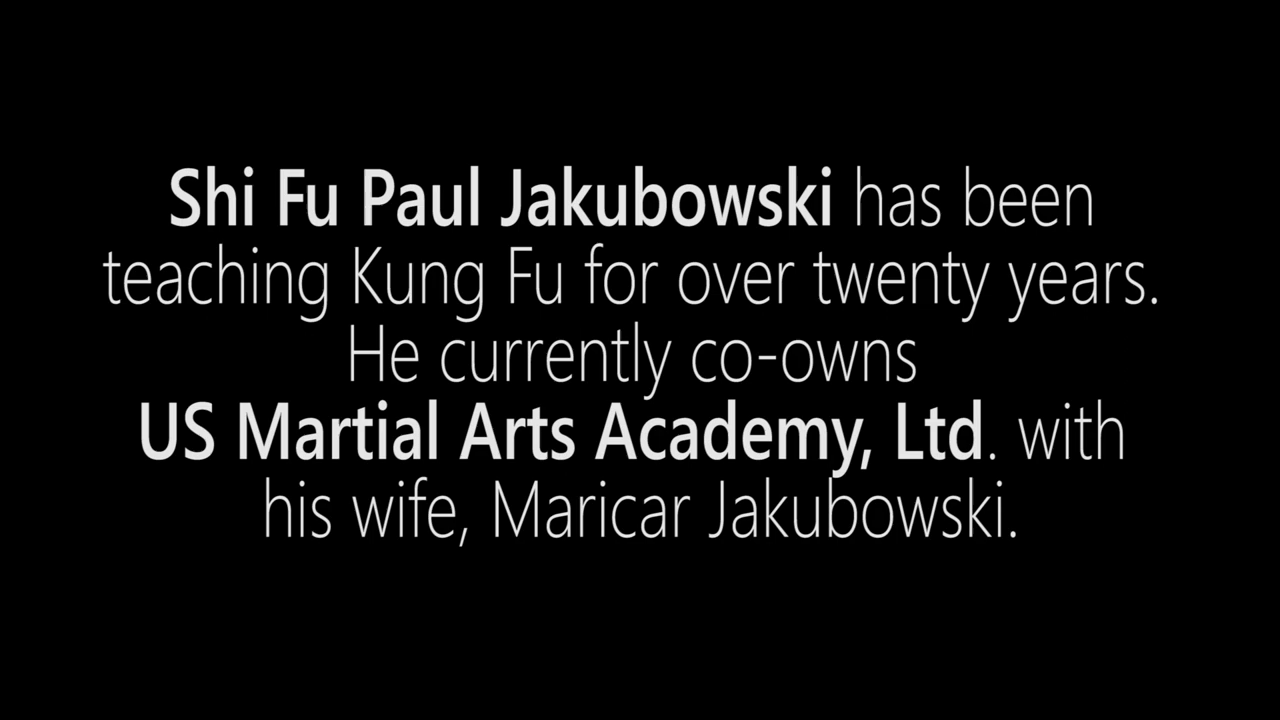 Shi Fu Paul Jakubowski has been
teaching Kung Fu for over twenty years.
He currently co-owns
US Martial Arts Academy, Ltd. with
his wife, Maricar Jakubowski.